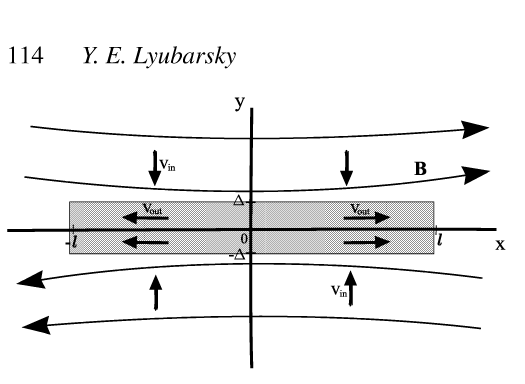 114 Y. E. Lyubarsky
y
v_in
B
Δ
v_out v_out
-l 0 l x
-Δ
v_in